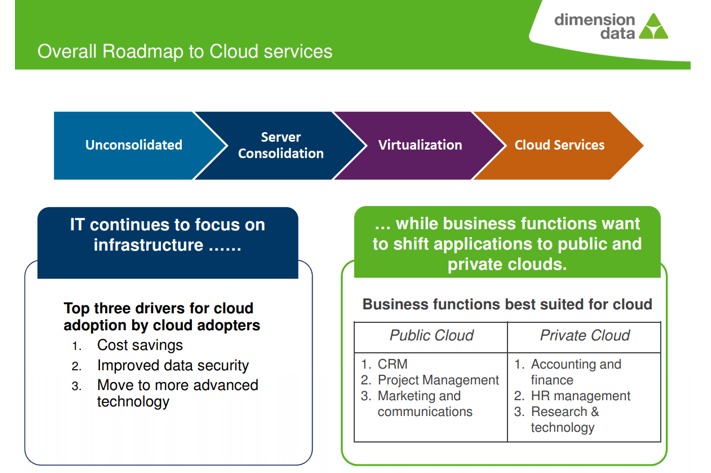 Overall Roadmap to Cloud services
dimension
data
Unconsolidated
Server
Consolidation
Virtualization
Cloud Services
IT continues to focus on
infrastructure ……
Top three drivers for cloud
adoption by cloud adopters
1. Cost savings
2. Improved data security
3. Move to more advanced
technology
… while business functions want
to shift applications to public and
private clouds.
Business functions best suited for cloud
Public Cloud
1. CRM
2. Project Management
3. Marketing and
communications
Private Cloud
1. Accounting and
finance
2. HR management
3. Research &
technology